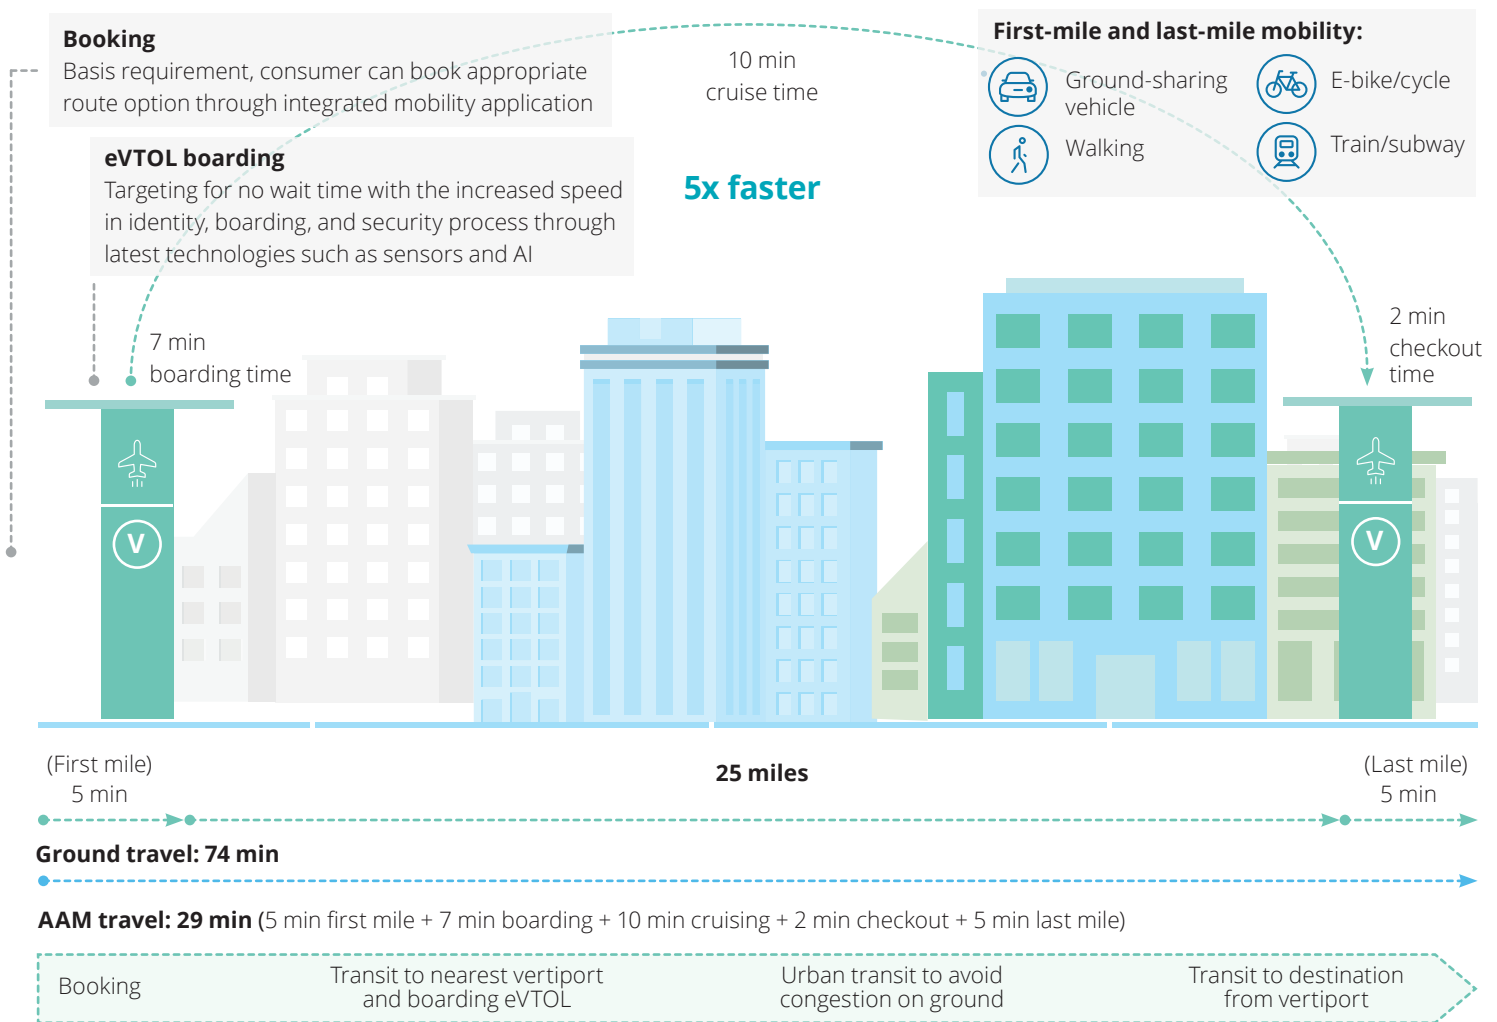 Booking
Basis requirement, consumer can book appropriate
route option through integrated mobility application
eVTOL boarding
Targeting for no wait time with the increased speed
in identity, boarding, and security process through
latest technologies such as sensors and AI
10 min
cruise time
5x faster
First-mile and last-mile mobility:
Ground-sharing
vehicle
E-bike/cycle
Walking
Train/subway
7 min
boarding time
2 min
checkout
time
V
V
(First mile)
5 min
25 miles
(Last mile)
5 min
Ground travel: 74 min
AAM travel: 29 min (5 min first mile + 7 min boarding + 10 min cruising + 2 min checkout + 5 min last mile)
Booking
Transit to nearest vertiport
and boarding eVTOL
Urban transit to avoid
congestion on ground
Transit to destination
from vertiport